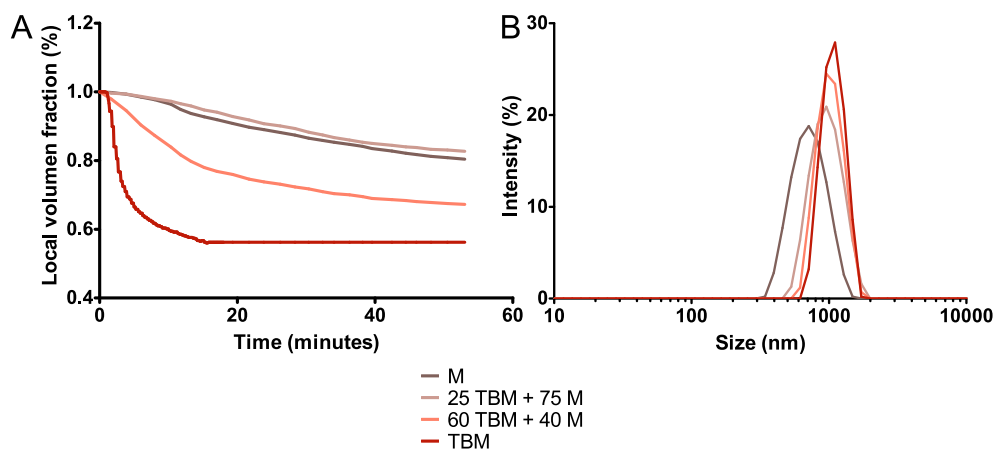 A
Local volumen fraction (%)
1.2
1.0
0.8
0.6
0.4
0
20
40
60
Time (minutes)
B
Intensity (%)
30
20
10
0
10
100
1000
10000
Size (nm)
M
25 TBM + 75 M
60 TBM + 40 M
TBM